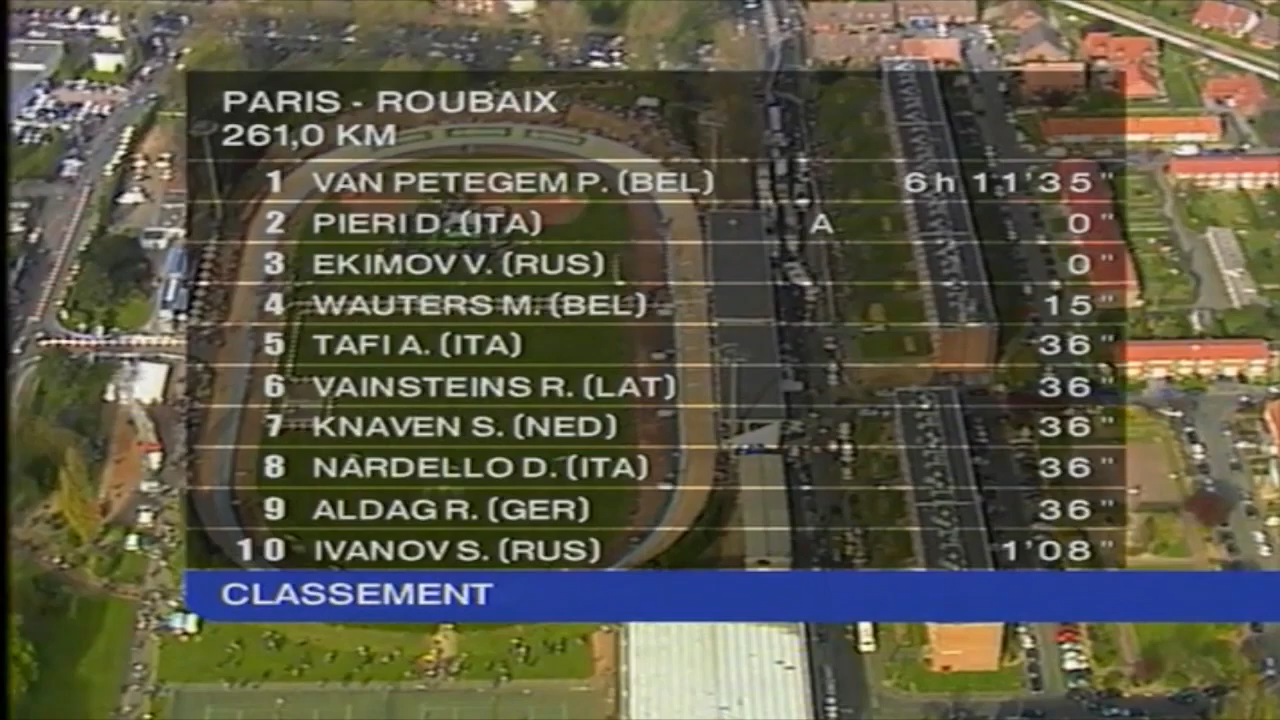 PARIS - ROUBAIX
261,0 KM
1 VAN PETEGEM P. (BEL) 6h 11'35"
2 PIERI D. (ITA) A 0"
3 EKIMOV V. (RUS) 0"
4 WAUTERS M. (BEL) 15"
5 TAFI A. (ITA) 36"
6 VAINSTEINS R. (LAT) 36"
7 KNAVEN S. (NED) 36"
8 NARDELLO D. (ITA) 36"
9 ALDAG R. (GER) 36"
10 IVANOV S. (RUS) 1'08"
CLASSEMENT